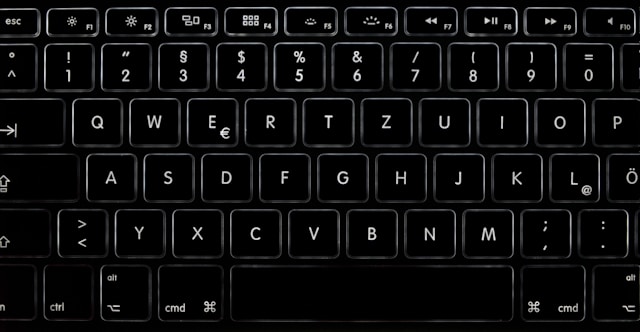 esc F1 F2 F3 F4 F5 F6 F7 F8 F9 F10
° ! " § $ % & / ( ) =
^ 1 2 3 4 5 6 7 8 9 0
Q W E € R T Z U I O P
A S D F G H J K L @ Ö
> ; :
< Y X C V B N M , .
alt alt
n ctrl cmd ⌘ ⌘ cmd